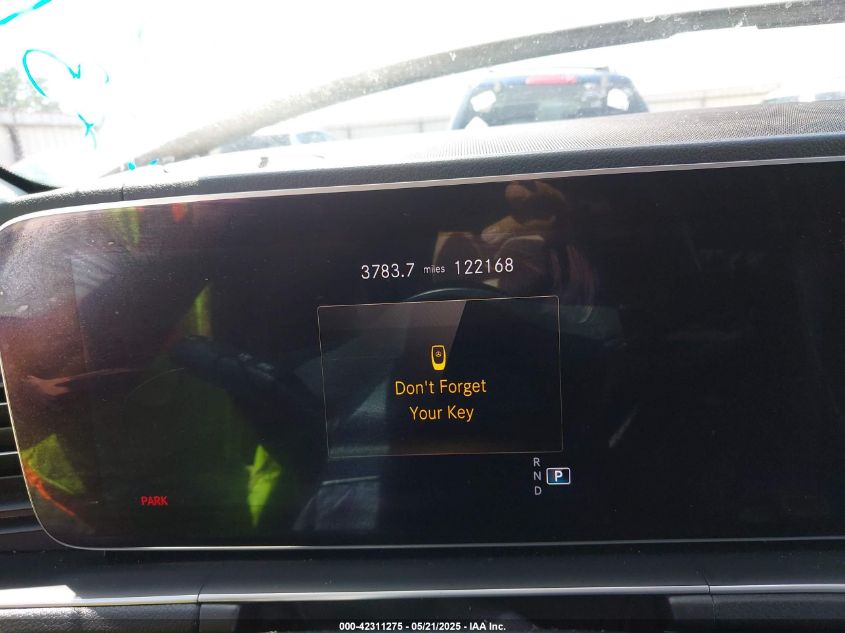 3783.7 miles 122168
Don't Forget
Your Key
R
N P
D
PARK
000-42311275 - 05/21/2025 - IAA Inc.